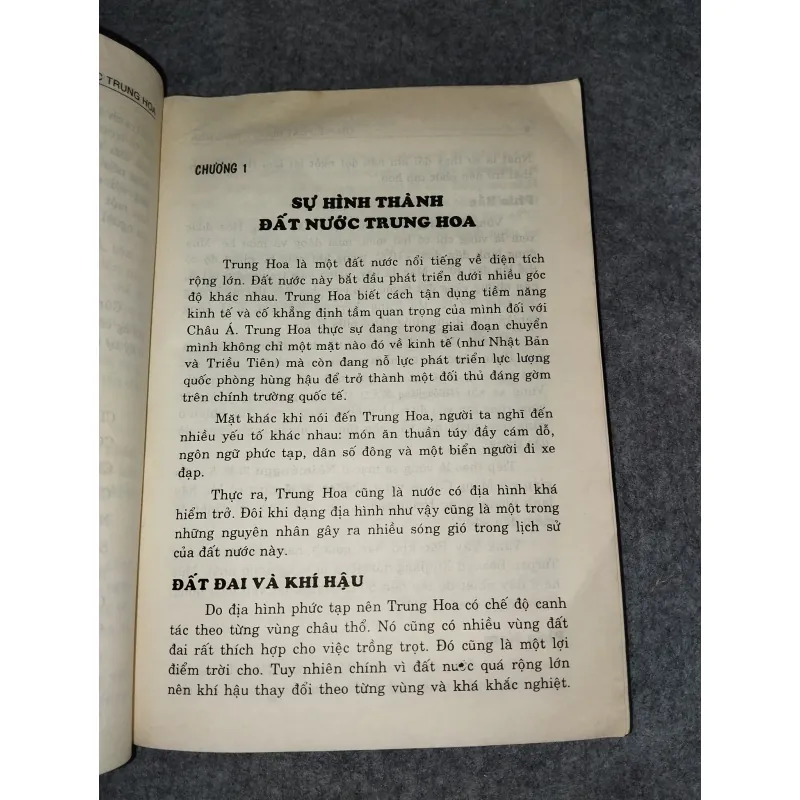 C TRUNG HOA
CHƯƠNG 1
SỰ HÌNH THÀNH
ĐẤT NƯỚC TRUNG HOA
Trung Hoa là một đất nước nổi tiếng về diện tích
rộng lớn. Đất nước này bắt đầu phát triển dưới nhiều góc
độ khác nhau. Trung Hoa biết cách tận dụng tiềm năng
kinh tế và cố khẳng định tầm quan trọng của mình đối với
Châu Á. Trung Hoa thực sự đang trong giai đoạn chuyển
mình không chỉ một mặt nào đó về kinh tế (như Nhật Bản
và Triều Tiên) mà còn đang nỗ lực phát triển lực lượng
quốc phòng hùng hậu để trở thành một đối thủ đáng gờm
trên chính trường quốc tế.
Mặt khác khi nói đến Trung Hoa, người ta nghĩ đến
nhiều yếu tố khác nhau: món ăn thuần túy đầy cám dỗ,
ngôn ngữ phức tạp, dân số đông và một biển người đi xe
đạp.
Thực ra, Trung Hoa cũng là nước có địa hình khá
hiểm trở. Đôi khi dạng địa hình như vậy cũng là một trong
những nguyên nhân gây ra nhiều sóng gió trong lịch sử
của đất nước này.
ĐẤT ĐAI VÀ KHÍ HẬU
Do địa hình phức tạp nên Trung Hoa có chế độ canh
tác theo từng vùng châu thổ. Nó cũng có nhiều vùng đất
đai rất thích hợp cho việc trồng trọt. Đó cũng là một lợi
điểm trời cho. Tuy nhiên chính vì đất nước quá rộng lớn
nên khí hậu thay đổi theo từng vùng và khá khắc nghiệt.